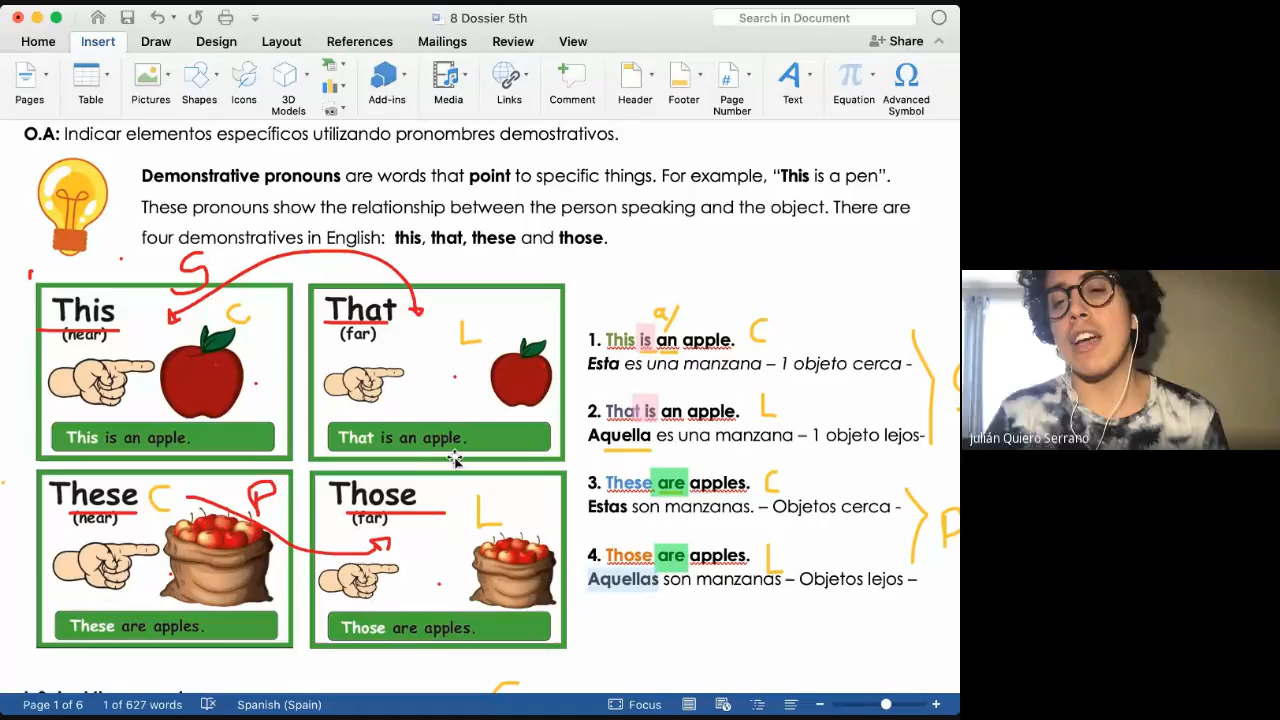 8 Dossier 5th
Search in Document
Home Insert Draw Design Layout References Mailings Review View Share
Pages Table Pictures Shapes Icons 3D Models Add-ins Media Links Comment Header Footer Page Number Text Equation Advanced Symbol
O.A: Indicar elementos específicos utilizando pronombres demostrativos.
Demonstrative pronouns are words that point to specific things. For example, “This is a pen”.
These pronouns show the relationship between the person speaking and the object. There are
four demonstratives in English: this, that, these and those.
S
This
(near)
C
This is an apple.
That
(far)
L
That is an apple.
These
(near)
C
P
These are apples.
Those
(far)
L
Those are apples.
a/
1. This is an apple. C
Esta es una manzana – 1 objeto cerca -
2. That is an apple. L
Aquella es una manzana – 1 objeto lejos-
3. These are apples. C
Estas son manzanas. – Objetos cerca -
4. Those are apples. L
Aquellas son manzanas – Objetos lejos –
P
Julián Quiero Serrano
Page 1 of 6 1 of 627 words Spanish (Spain) Focus